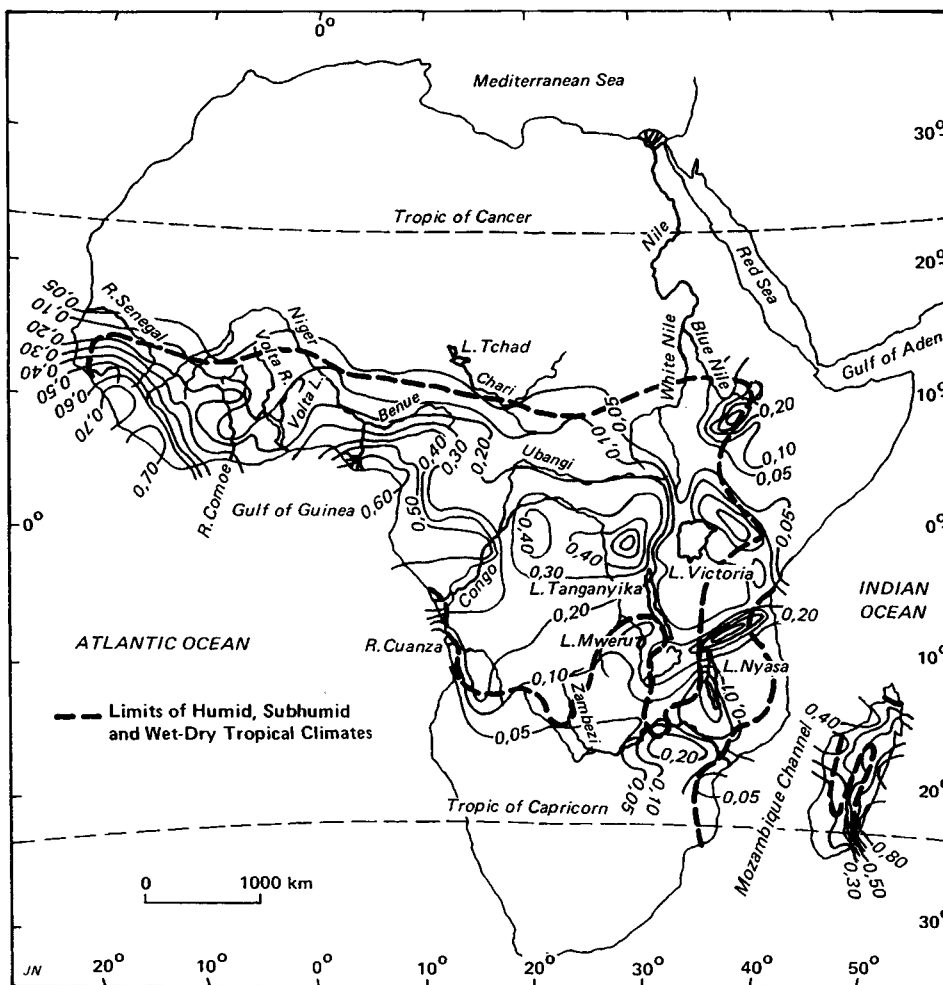 0°
Mediterranean Sea
30°
Tropic of Cancer
Nile
Red Sea
20°
0,05
0,10
0,20
0,30
0,40
0,50
0,60
0,70
R. Senegal
Niger
Volta R.
Volta L.
L. Tchad
Chari
White Nile
Blue Nile
Gulf of Aden
10°
0,20
0,05
0,10
0,10
0,05
Benue
0,40
0,30
0,20
Ubangi
0,70
R. Comoe
Gulf of Guinea
0,60
0,50
0°
0,40
0,40
0,30
0,05
0°
Congo
L. Victoria
L. Tanganyika
INDIAN
OCEAN
0,20
0,20
ATLANTIC OCEAN
R. Cuanza
L. Mweru
10°
L. Nyasa
0,10
Zambezi
0,10
Limits of Humid, Subhumid
and Wet-Dry Tropical Climates
0,05
0,20
0,05
0,10
0,05
0,40
Mozambique Channel
20°
Tropic of Capricorn
0,80
0,50
0,30
0
1000 km
30°
JN
20°
10°
0°
10°
20°
30°
40°
50°